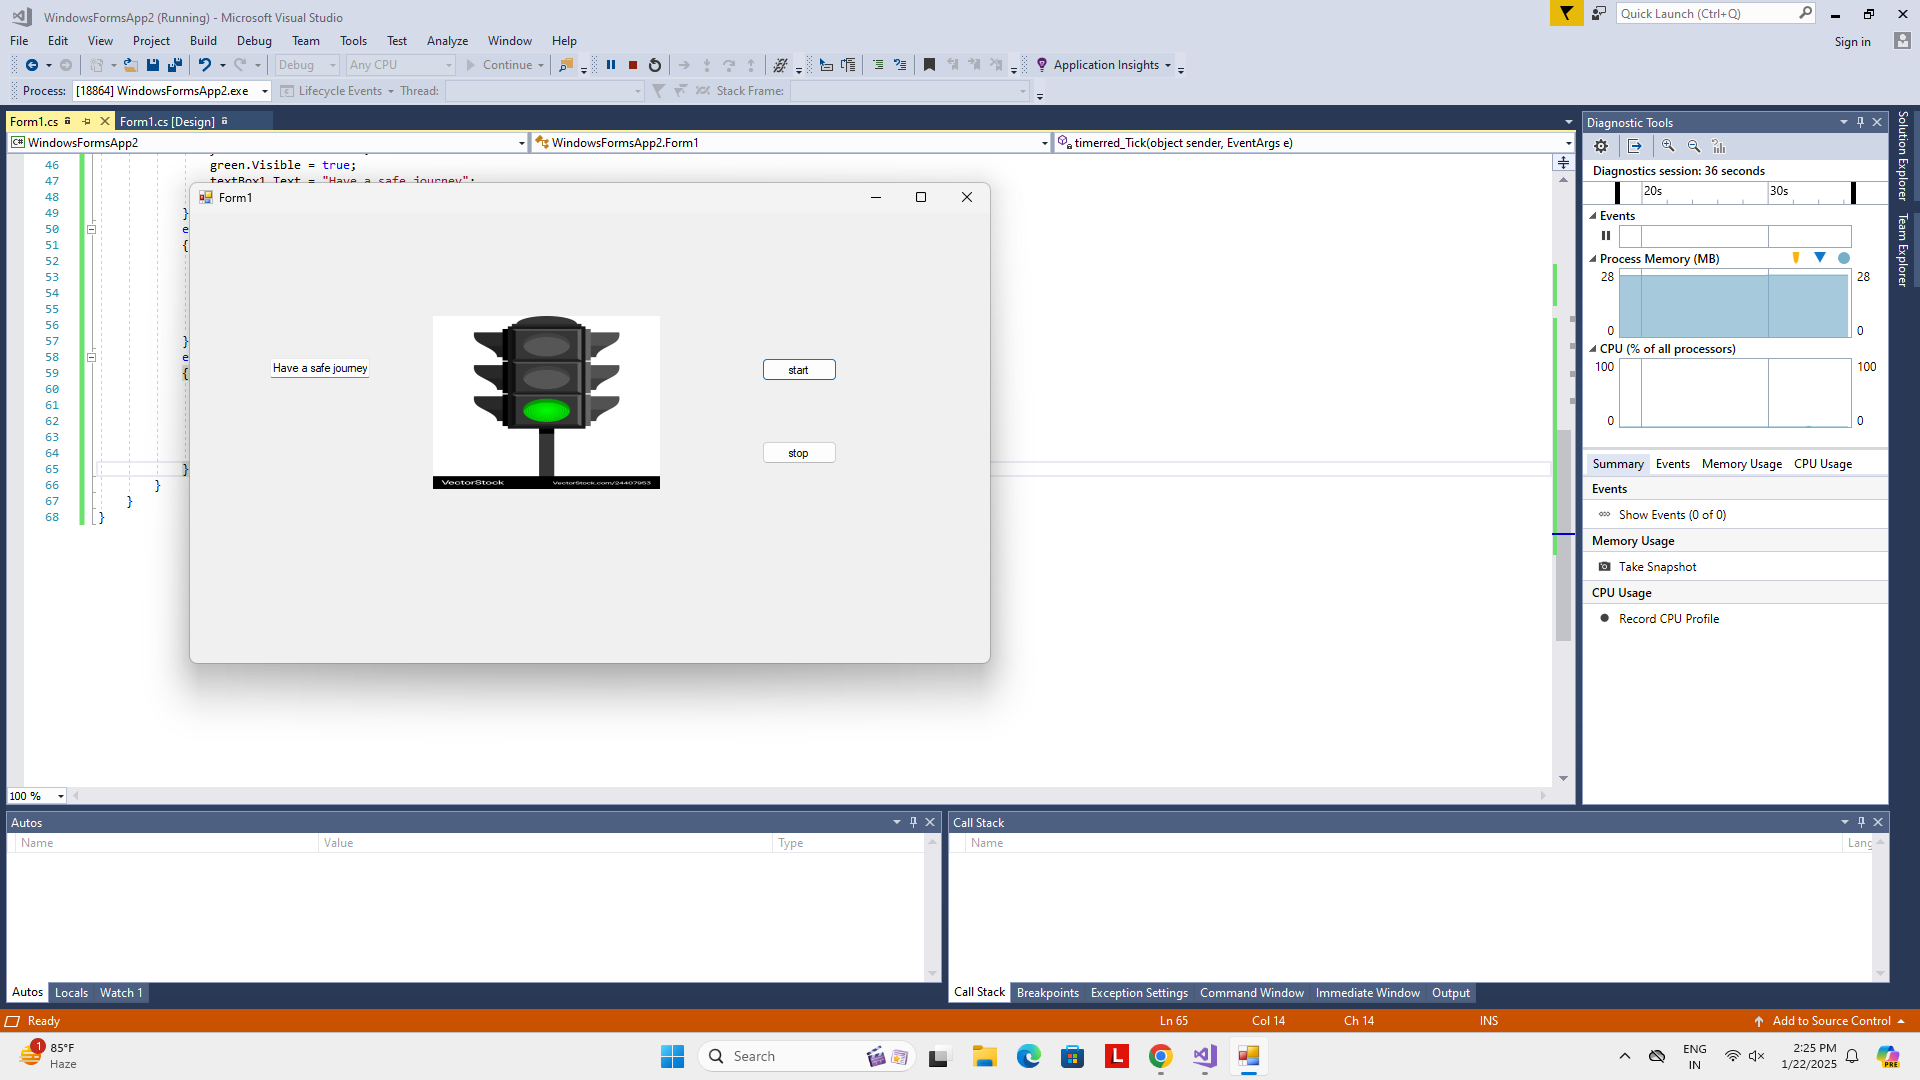 WindowsFormsApp2 (Running) - Microsoft Visual Studio
Quick Launch (Ctrl+Q)
File Edit View Project Build Debug Team Tools Test Analyze Window Help
Sign in
Debug Any CPU Continue Application Insights
Process: [18864] WindowsFormsApp2.exe Lifecycle Events Thread: Stack Frame:
Form1.cs Form1.cs [Design]
WindowsFormsApp2 WindowsFormsApp2.Form1 timerred_Tick(object sender, EventArgs e)
46 green.Visible = true;
47 textBox1.Text = "Have a safe journey";
48
49 }
50 e
51 {
52
53
54
55
56
57 }
58 e
59 {
60
61
62
63
64
65 }
66 }
67 }
68 }
Form1
Have a safe journey
start
stop
VectorStock VectorStock.com/24407953
100 %
Diagnostic Tools
Diagnostics session: 36 seconds
20s 30s
Events
Process Memory (MB)
28 28
0 0
CPU (% of all processors)
100 100
0 0
Summary Events Memory Usage CPU Usage
Events
Show Events (0 of 0)
Memory Usage
Take Snapshot
CPU Usage
Record CPU Profile
Solution Explorer
Team Explorer
Autos
Name Value Type
Autos Locals Watch 1
Call Stack
Name Lang
Call Stack Breakpoints Exception Settings Command Window Immediate Window Output
Ready Ln 65 Col 14 Ch 14 INS Add to Source Control
1
85°F
Haze
Search
L
PRE
ENG
IN
2:25 PM
1/22/2025